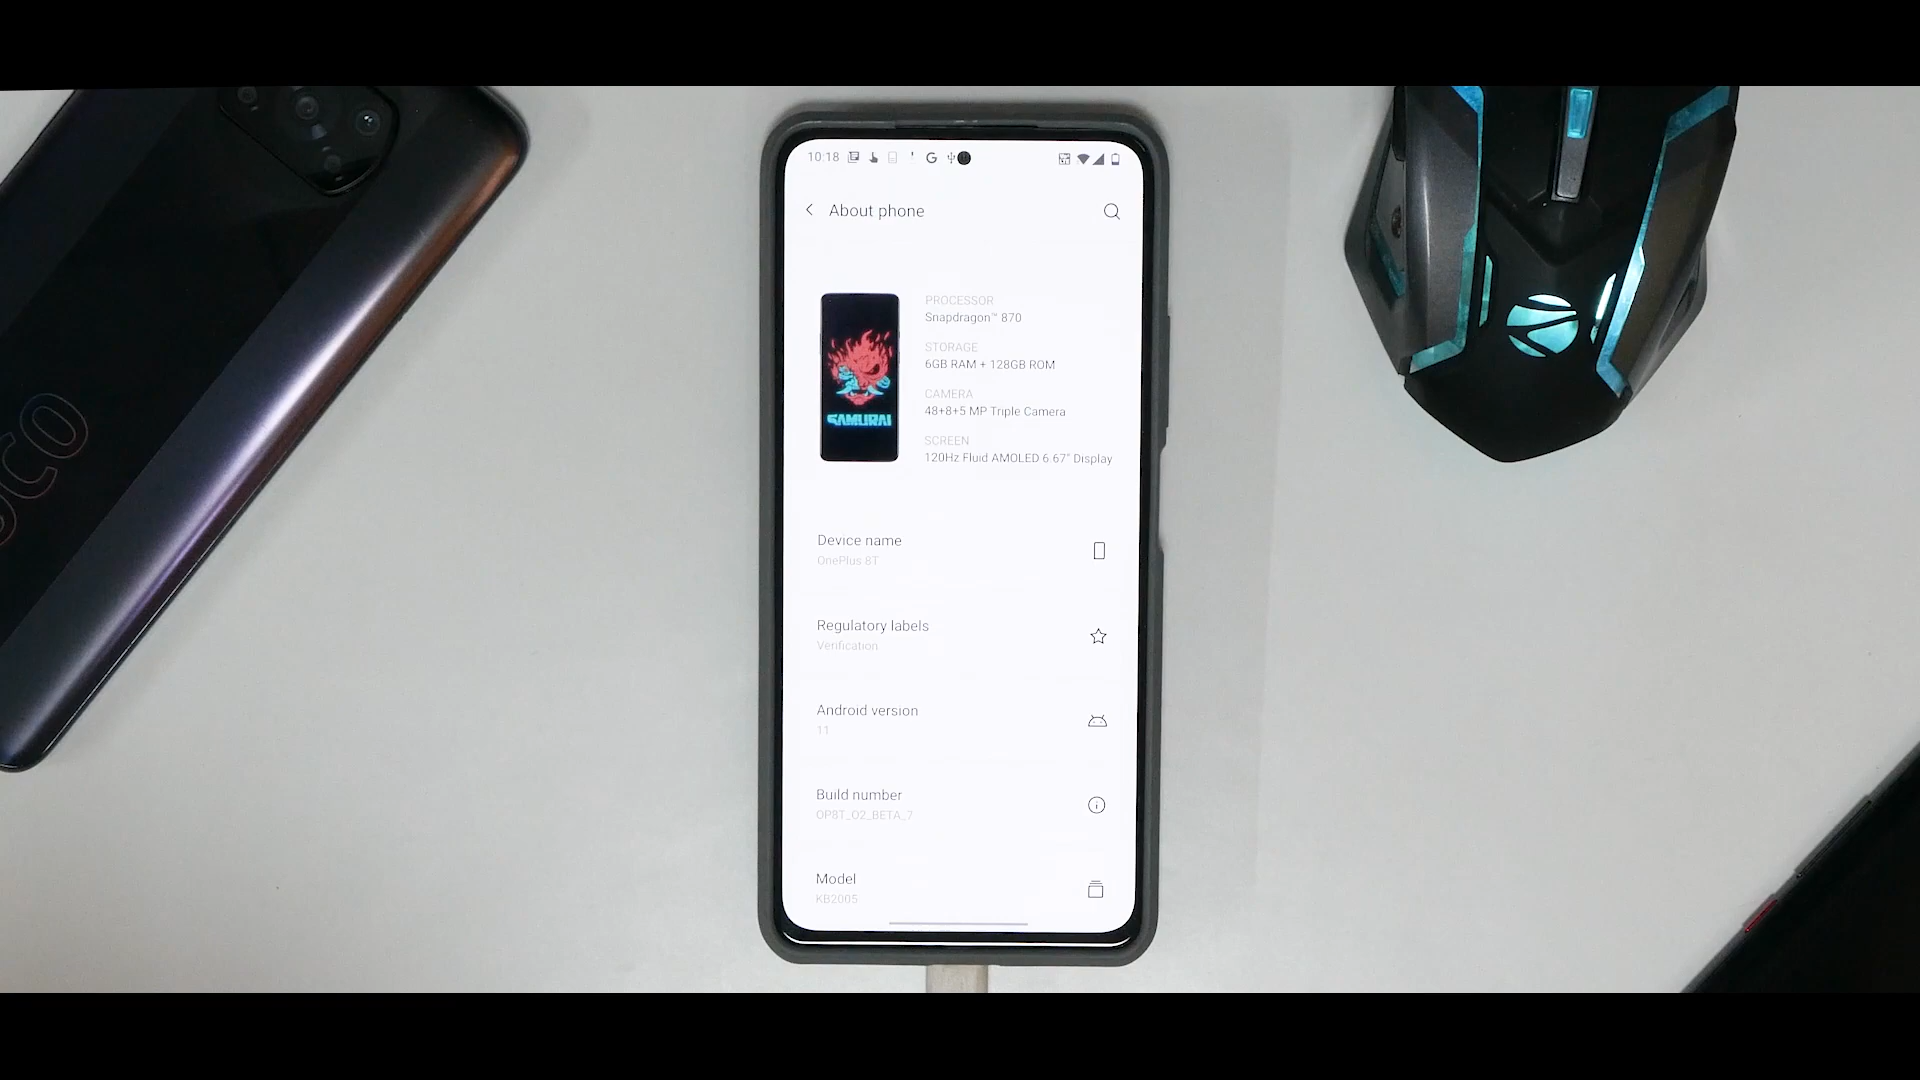 10:18
About phone
PROCESSOR
Snapdragon™ 870
STORAGE
6GB RAM + 128GB ROM
CAMERA
48+8+5 MP Triple Camera
SCREEN
120Hz Fluid AMOLED 6.67" Display
SAMURAI
Device name
OnePlus 8T
Regulatory labels
Verification
Android version
11
Build number
OP8T_O2_BETA_7
Model
KB2005